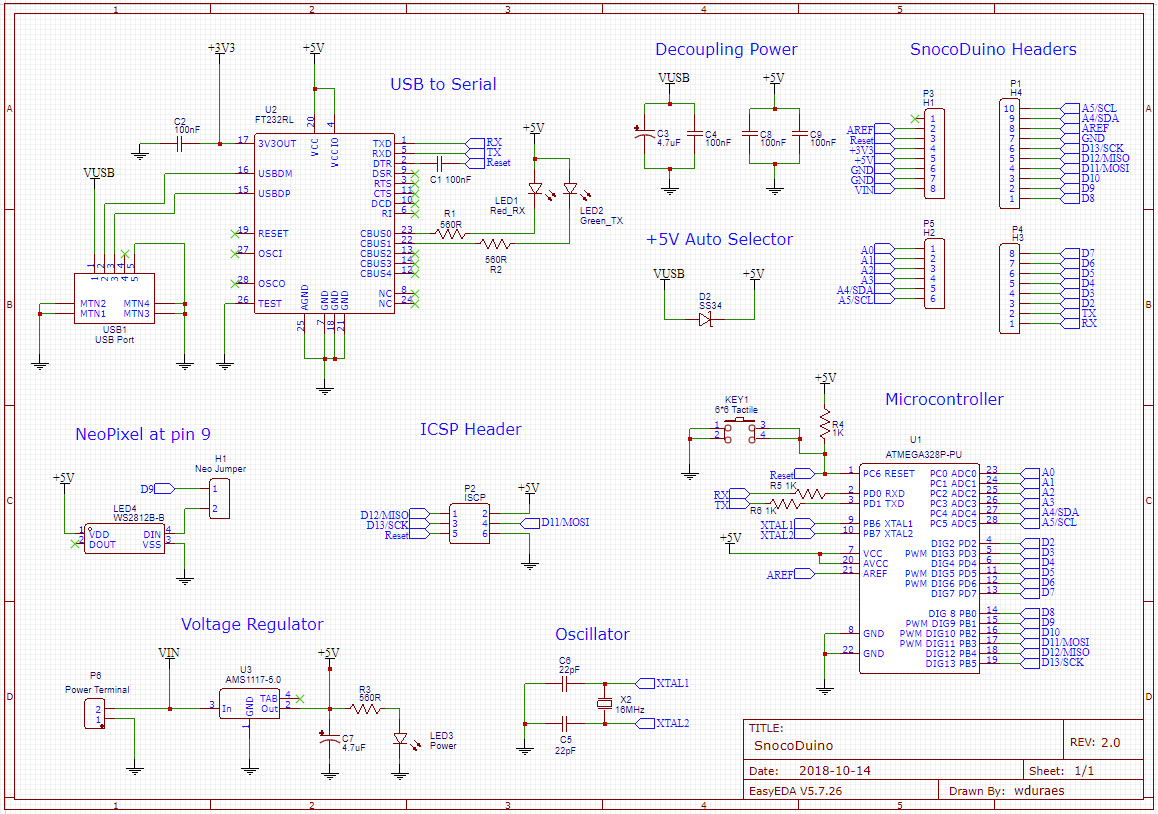 1 2 3 4 5
A
B
C
D
USB to Serial
+3V3
+5V
U2
FT232RL
C2
100nF
17 3V3OUT
16 USBDM
15 USBDP
19 RESET
27 OSCI
28 OSCO
26 TEST
20 VCC
4 VCCIO
TXD 1 RX
RXD 5 TX
DTR 2 Reset
C1 100nF
DSR 9
RTS 3
CTS 11
DCD 10
RI 6
CBUS0 23
CBUS1 22
CBUS2 13
CBUS3 14
CBUS4 12
NC 8
NC 24
AGND GND GND GND
25 7 18 21
VUSB
1 2 3 4 5
1 2 3 4 5
MTN2 MTN4
MTN1 MTN3
USB1
USB Port
R1
560R
560R
R2
+5V
LED1
Red_RX
LED2
Green_TX
Decoupling Power
VUSB
+5V
C3
4.7uF
C4
100nF
C8
100nF
C9
100nF
+5V Auto Selector
VUSB
+5V
D2
SS34
SnocoDuino Headers
P3
H1
1
AREF 2
Reset 3
+3V3 4
+5V 5
GND 6
GND 7
VIN 8
P1
H4
10 A5/SCL
9 A4/SDA
8 AREF
7 GND
6 D13/SCK
5 D12/MISO
4 D11/MOSI
3 D10
2 D9
1 D8
P5
H2
A0 1
A1 2
A2 3
A3 4
A4/SDA 5
A5/SCL 6
P4
H3
8 D7
7 D6
6 D5
5 D4
4 D3
3 D2
2 TX
1 RX
NeoPixel at pin 9
+5V
D9
H1
Neo Jumper
1
2
LED4
WS2812B-B
1 VDD DIN 4
2 DOUT VSS 3
ICSP Header
P2
ISCP
+5V
D12/MISO 1 2
D13/SCK 3 4 D11/MOSI
Reset 5 6
Microcontroller
+5V
KEY1
6*6 Tactile
1 3
2 4
R4
1K
U1
ATMEGA328P-PU
Reset 1 PC6 RESET
R5 1K
RX 2 PD0 RXD
TX 3 PD1 TXD
R6 1K
XTAL1 9 PB6 XTAL1
XTAL2 10 PB7 XTAL2
+5V
7 VCC
20 AVCC
AREF 21 AREF
8 GND
22 GND
PC0 ADC0 23 A0
PC1 ADC1 24 A1
PC2 ADC2 25 A2
PC3 ADC3 26 A3
PC4 ADC4 27 A4/SDA
PC5 ADC5 28 A5/SCL
DIG2 PD2 4 D2
PWM DIG3 PD3 5 D3
DIG4 PD4 6 D4
PWM DIG5 PD5 11 D5
PWM DIG6 PD6 12 D6
DIG7 PD7 13 D7
DIG 8 PB0 14 D8
PWM DIG9 PB1 15 D9
PWM DIG10 PB2 16 D10
PWM DIG11 PB3 17 D11/MOSI
DIG12 PB4 18 D12/MISO
DIG13 PB5 19 D13/SCK
Voltage Regulator
VIN
+5V
P6
Power Terminal
2
1
U3
AMS1117-5.0
3 In
TAB 4
Out 2
GND
1
R3
560R
C7
4.7uF
LED3
Power
Oscillator
C6
22pF
XTAL1
X2
16MHz
XTAL2
C5
22pF
TITLE:
SnocoDuino
REV: 2.0
Date: 2018-10-14
Sheet: 1/1
EasyEDA V5.7.26
Drawn By: wduraes
A
B
C
D
1 2 3 4 5